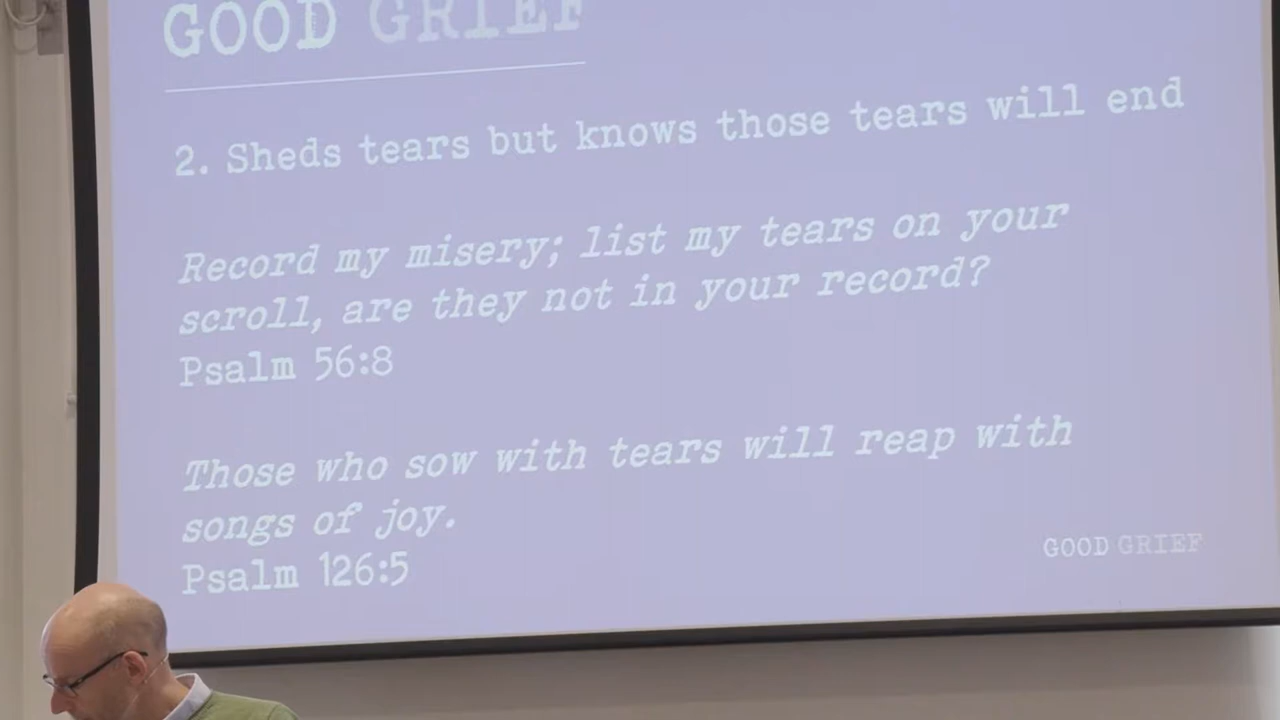 GOOD GRIEF
2. Sheds tears but knows those tears will end
Record my misery; list my tears on your
scroll, are they not in your record?
Psalm 56:8
Those who sow with tears will reap with
songs of joy.
Psalm 126:5
GOOD GRIEF